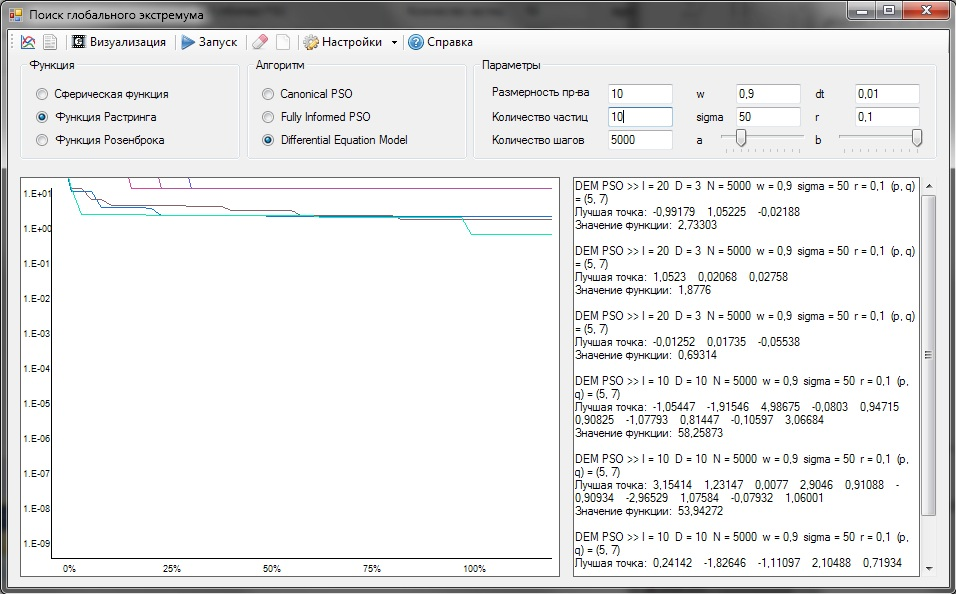 Поиск глобального экстремума
Визуализация Запуск Настройки Справка
Функция
Сферическая функция
Функция Растригина
Функция Розенброка
Алгоритм
Canonical PSO
Fully Informed PSO
Differential Equation Model
Параметры
Размерность пр-ва 10 w 0,9 dt 0,01
Количество частиц 10 sigma 50 r 0,1
Количество шагов 5000 a b
1.E+01
1.E+00
1.E-01
1.E-02
1.E-03
1.E-04
1.E-05
1.E-06
1.E-07
1.E-08
1.E-09
0% 25% 50% 75% 100%
DEM PSO >> I = 20 D = 3 N = 5000 w = 0,9 sigma = 50 r = 0,1 (p, q)
= (5, 7)
Лучшая точка: -0,99179 1,05225 -0,02188
Значение функции: 2,73303
DEM PSO >> I = 20 D = 3 N = 5000 w = 0,9 sigma = 50 r = 0,1 (p, q)
= (5, 7)
Лучшая точка: 1,0523 0,02068 0,02758
Значение функции: 1,8776
DEM PSO >> I = 20 D = 3 N = 5000 w = 0,9 sigma = 50 r = 0,1 (p, q)
= (5, 7)
Лучшая точка: -0,01252 0,01735 -0,05538
Значение функции: 0,69314
DEM PSO >> I = 10 D = 10 N = 5000 w = 0,9 sigma = 50 r = 0,1 (p,
q) = (5, 7)
Лучшая точка: -1,05447 -1,91546 4,98675 -0,0803 0,94715
0,90825 -1,07793 0,81447 -0,10597 3,06684
Значение функции: 58,25873
DEM PSO >> I = 10 D = 10 N = 5000 w = 0,9 sigma = 50 r = 0,1 (p,
q) = (5, 7)
Лучшая точка: 3,15414 1,23147 0,0077 2,9046 0,91088 -
0,90934 -2,96529 1,07584 -0,07932 1,06001
Значение функции: 53,94272
DEM PSO >> I = 10 D = 10 N = 5000 w = 0,9 sigma = 50 r = 0,1 (p,
q) = (5, 7)
Лучшая точка: 0,24142 -1,82646 -1,11097 2,10488 0,71934